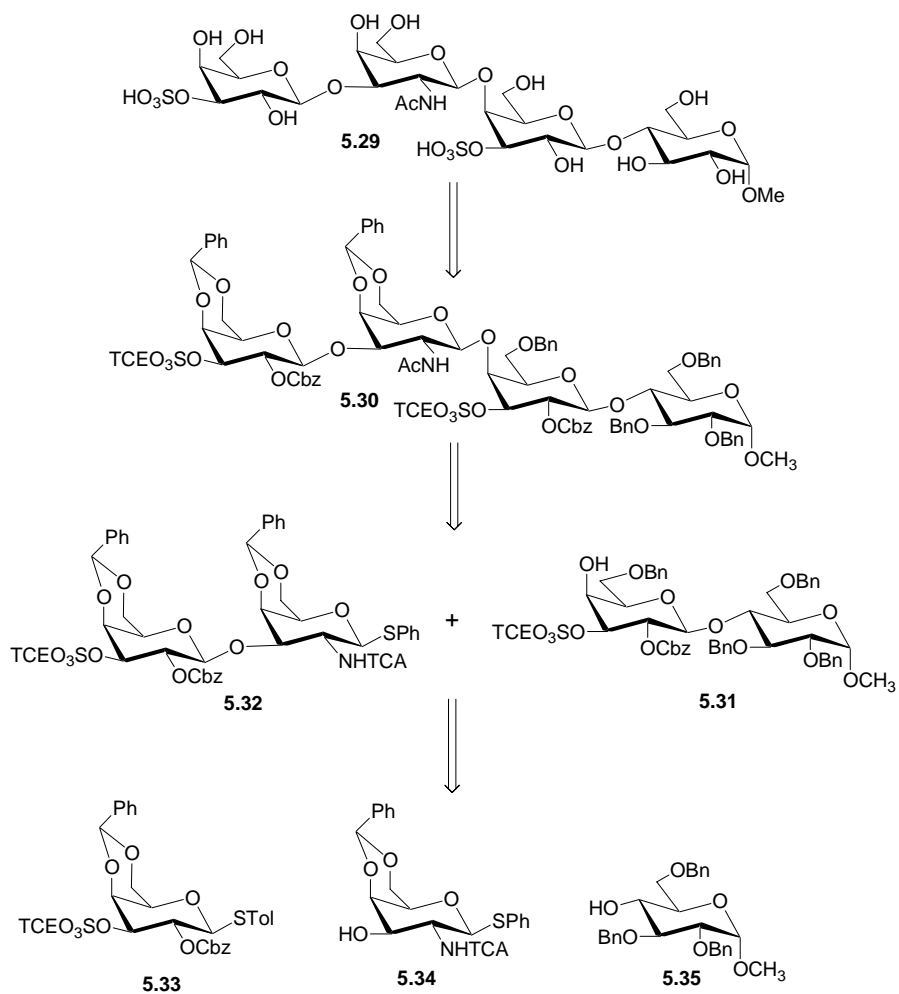 OH OH OH OH
HO3SO O O OH O AcHN O O OH O OH
5.29 HO3SO OH O O HO OH OMe
Ph Ph
O O O O
TCEO3SO O OCbz O O AcHN O O OBn OBn
5.30 TCEO3SO O OCbz O O BnO OBn OCH3
Ph Ph
O O O O
TCEO3SO O OCbz O O NHTCA SPh + OH OBn OBn
TCEO3SO O OCbz O O BnO OBn OCH3
5.32 5.31
Ph Ph
O O O O OBn
TCEO3SO O OCbz STol HO O NHTCA SPh HO O BnO OBn OCH3
5.33 5.34 5.35